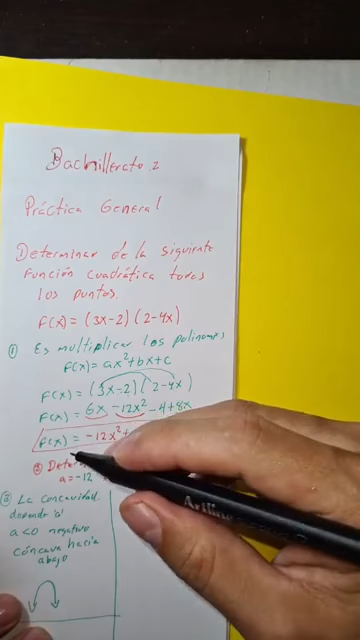 Bachillerato 2
Práctica General
Determinar de la siguiente
función cuadrática todos
los puntos.
F(x) = (3x-2)(2-4x)
① Es multiplicar los polinomios
F(x) = ax²+bx+c
F(x) = (3x-2)(2-4x)
F(x) = 6x -12x² -4+8x
F(x) = -12x²+
② Deter
a=-12
③ La concavidad
depende a
a<0 negativo
cóncava hacia
abajo
Artline